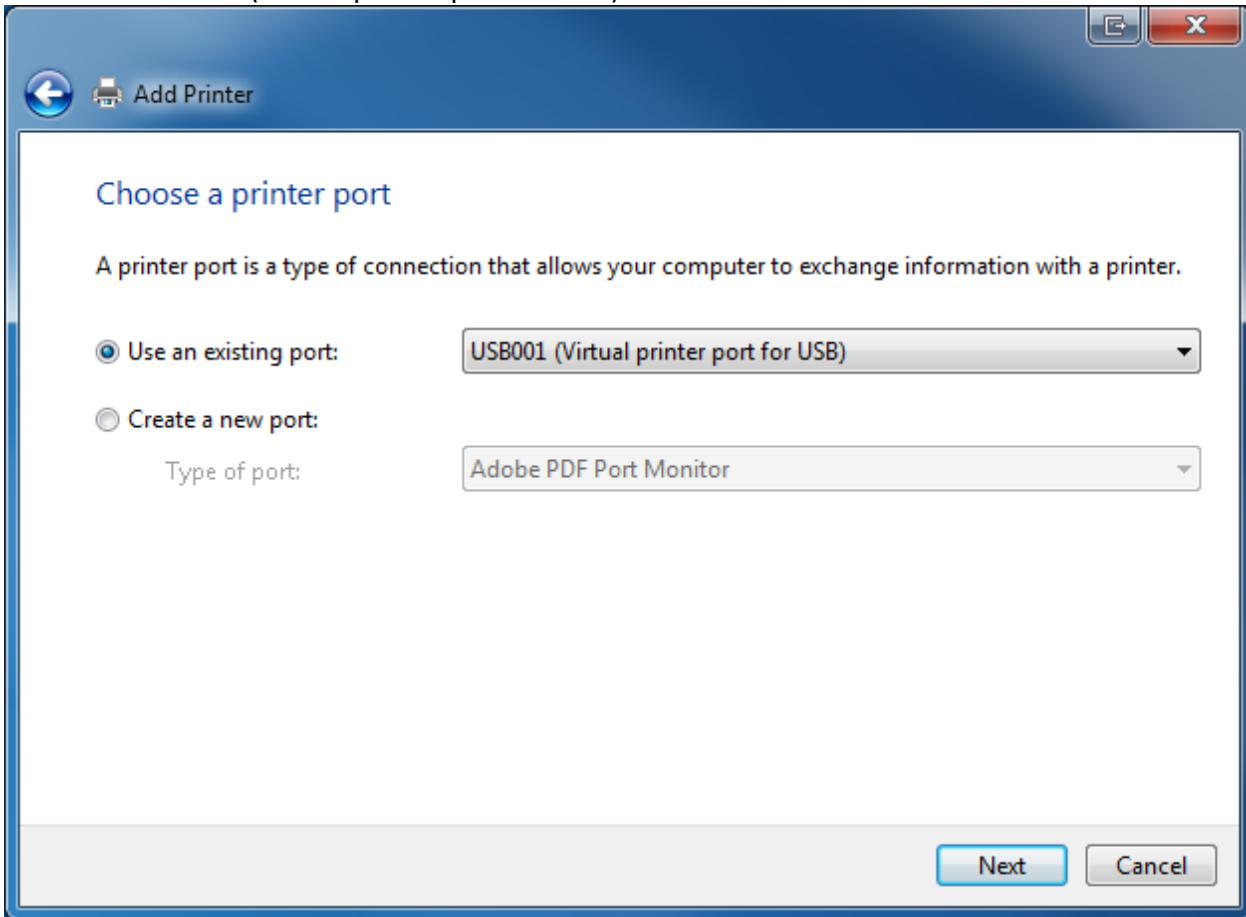 Add Printer
Choose a printer port
A printer port is a type of connection that allows your computer to exchange information with a printer.
Use an existing port: USB001 (Virtual printer port for USB)
Create a new port:
Type of port: Adobe PDF Port Monitor
Next Cancel